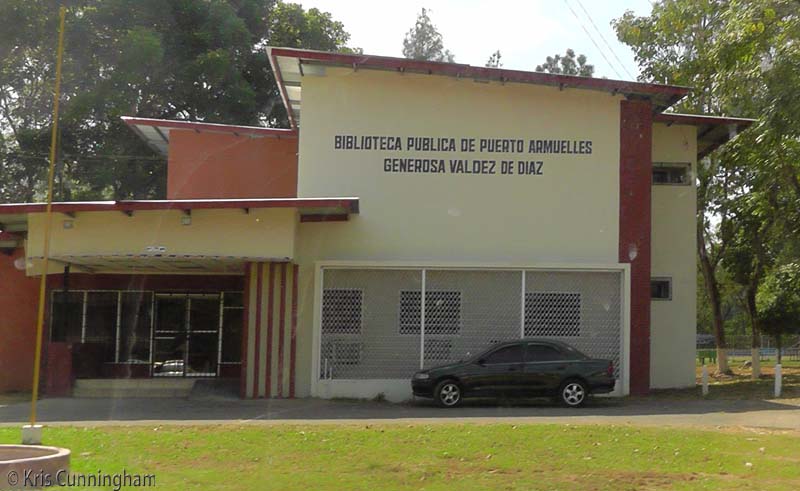 BIBLIOTECA PUBLICA DE PUERTO ARMUELLES
GENEROSA VALDEZ DE DIAZ
© Kris Cunningham